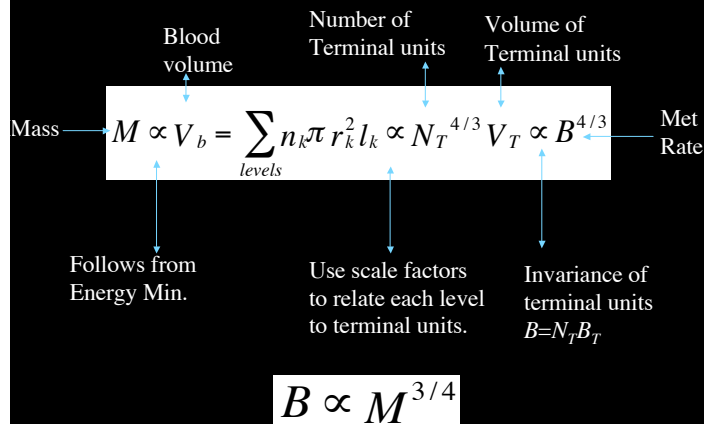 Number of
Terminal units
Volume of
Terminal units
Blood
volume
Mass
M ∝ V_b = ∑_{levels} n_k π r_k^2 l_k ∝ N_T^{4/3} V_T ∝ B^{4/3}
Met
Rate
Follows from
Energy Min.
Use scale factors
to relate each level
to terminal units.
Invariance of
terminal units
B=N_TB_T
B ∝ M^{3/4}